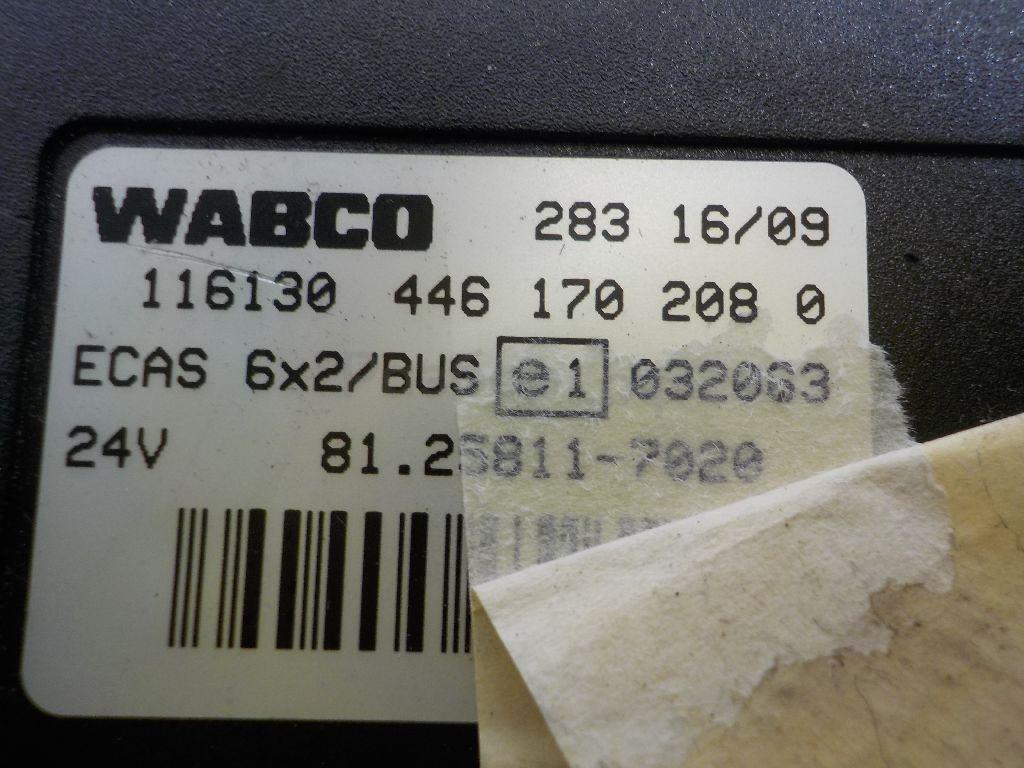 WABCO 283 16/09
116130 446 170 208 0
ECAS 6x2/BUS e1 032063
24V 81.25811-7020